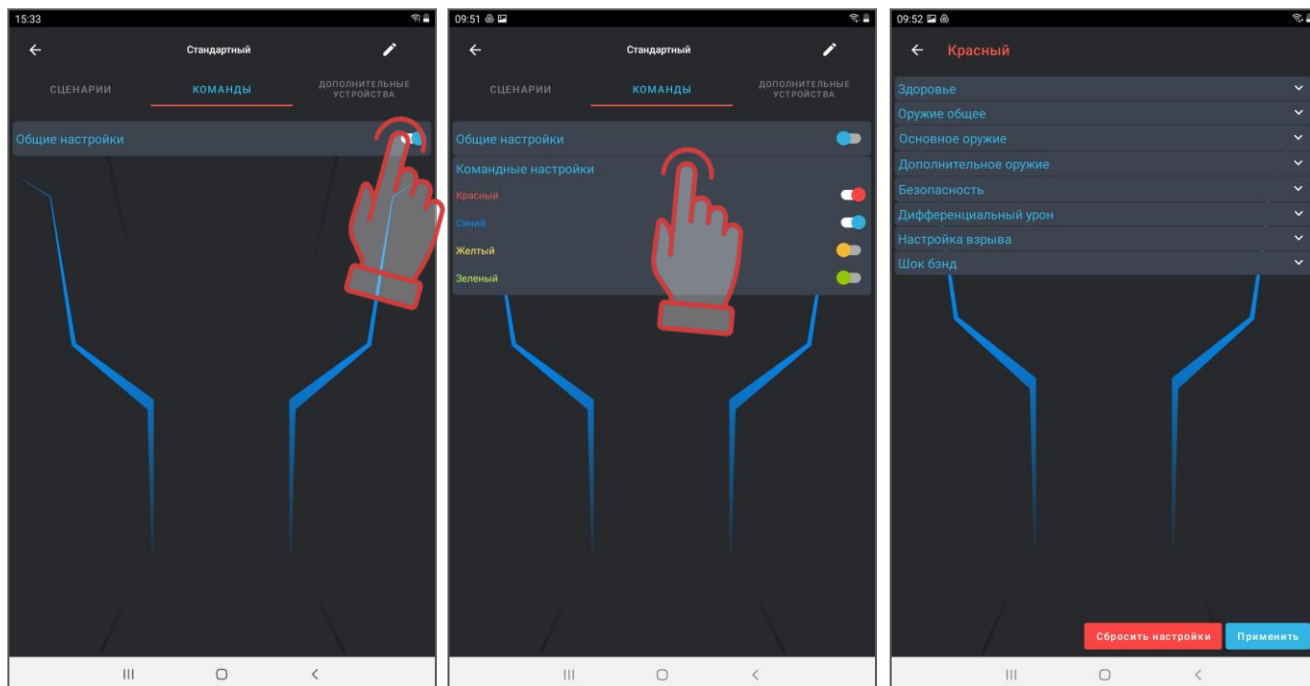 15:33
Стандартный
СЦЕНАРИИ
КОМАНДЫ
ДОПОЛНИТЕЛЬНЫЕ
УСТРОЙСТВА
Общие настройки
09:51
Стандартный
СЦЕНАРИИ
КОМАНДЫ
ДОПОЛНИТЕЛЬНЫЕ
УСТРОЙСТВА
Общие настройки
Командные настройки
Красный
Синий
Желтый
Зеленый
09:52
Красный
Здоровье
Оружие общее
Основное оружие
Дополнительное оружие
Безопасность
Дифференциальный урон
Настройка взрыва
Шок бэнд
Сбросить настройки
Применить